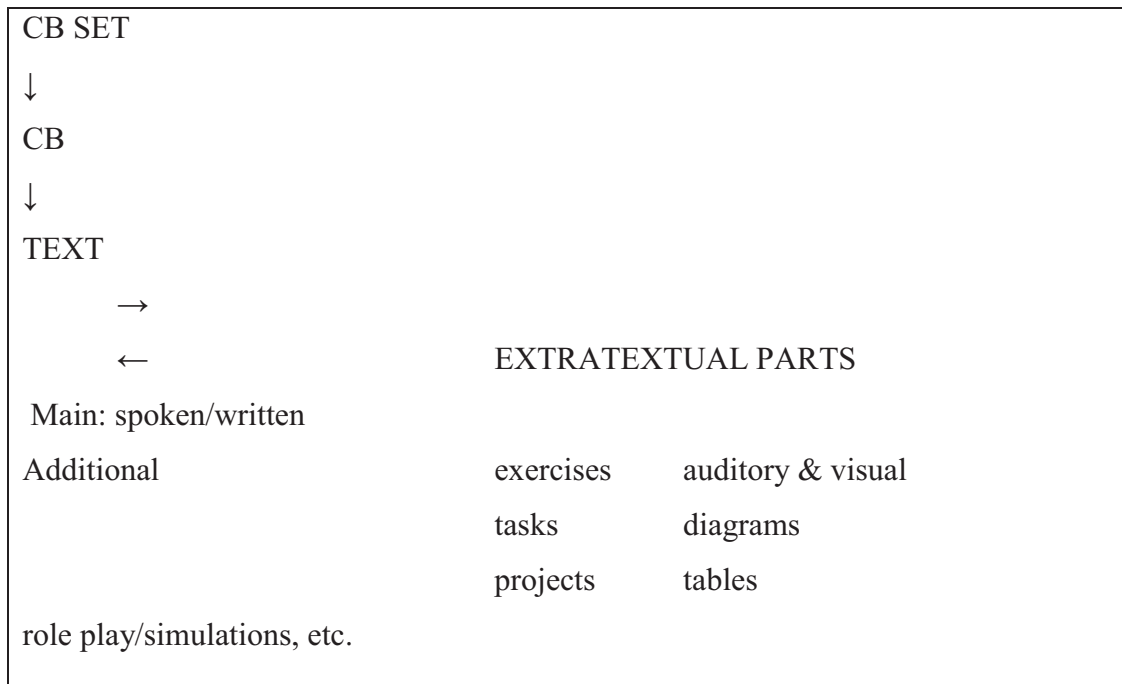 CB SET
↓
CB
↓
TEXT
→
← EXTRATEXTUAL PARTS
Main: spoken/written
Additional exercises auditory & visual
tasks diagrams
projects tables
role play/simulations, etc.